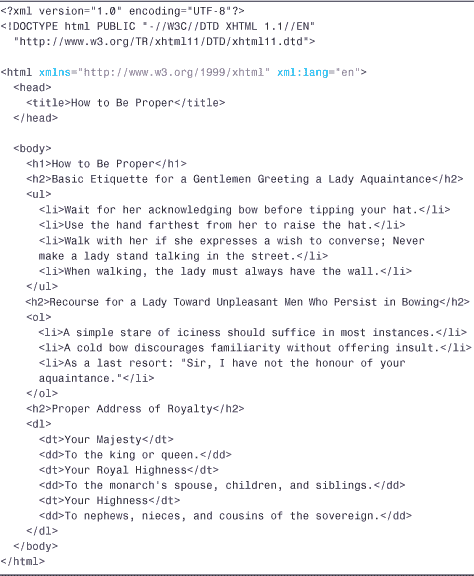 <?xml version="1.0" encoding="UTF-8"?>
<!DOCTYPE html PUBLIC "-//W3C//DTD XHTML 1.1//EN"
  "http://www.w3.org/TR/xhtml11/DTD/xhtml11.dtd">

<html xmlns="http://www.w3.org/1999/xhtml" xml:lang="en">
  <head>
    <title>How to Be Proper</title>
  </head>

  <body>
    <h1>How to Be Proper</h1>
    <h2>Basic Etiquette for a Gentlemen Greeting a Lady Aquaintance</h2>
    <ul>
      <li>Wait for her acknowledging bow before tipping your hat.</li>
      <li>Use the hand farthest from her to raise the hat.</li>
      <li>Walk with her if she expresses a wish to converse; Never
      make a lady stand talking in the street.</li>
      <li>When walking, the lady must always have the wall.</li>
    </ul>
    <h2>Recourse for a Lady Toward Unpleasant Men Who Persist in Bowing</h2>
    <ol>
      <li>A simple stare of iciness should suffice in most instances.</li>
      <li>A cold bow discourages familiarity without offering insult.</li>
      <li>As a last resort: "Sir, I have not the honour of your
      aquaintance."</li>
    </ol>
    <h2>Proper Address of Royalty</h2>
    <dl>
      <dt>Your Majesty</dt>
      <dd>To the king or queen.</dd>
      <dt>Your Royal Highness</dt>
      <dd>To the monarch's spouse, children, and siblings.</dd>
      <dt>Your Highness</dt>
      <dd>To nephews, nieces, and cousins of the sovereign.</dd>
    </dl>
  </body>
</html>